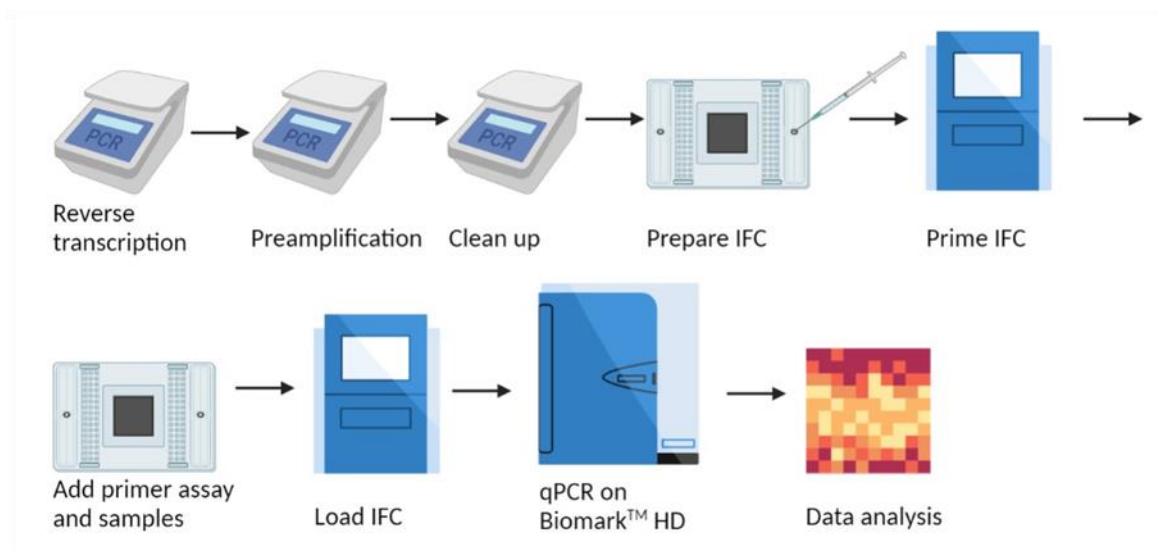 PCR
PCR
PCR
Reverse
transcription
Preamplification
Clean up
Prepare IFC
Prime IFC
Add primer assay
and samples
Load IFC
qPCR on
Biomark™ HD
Data analysis